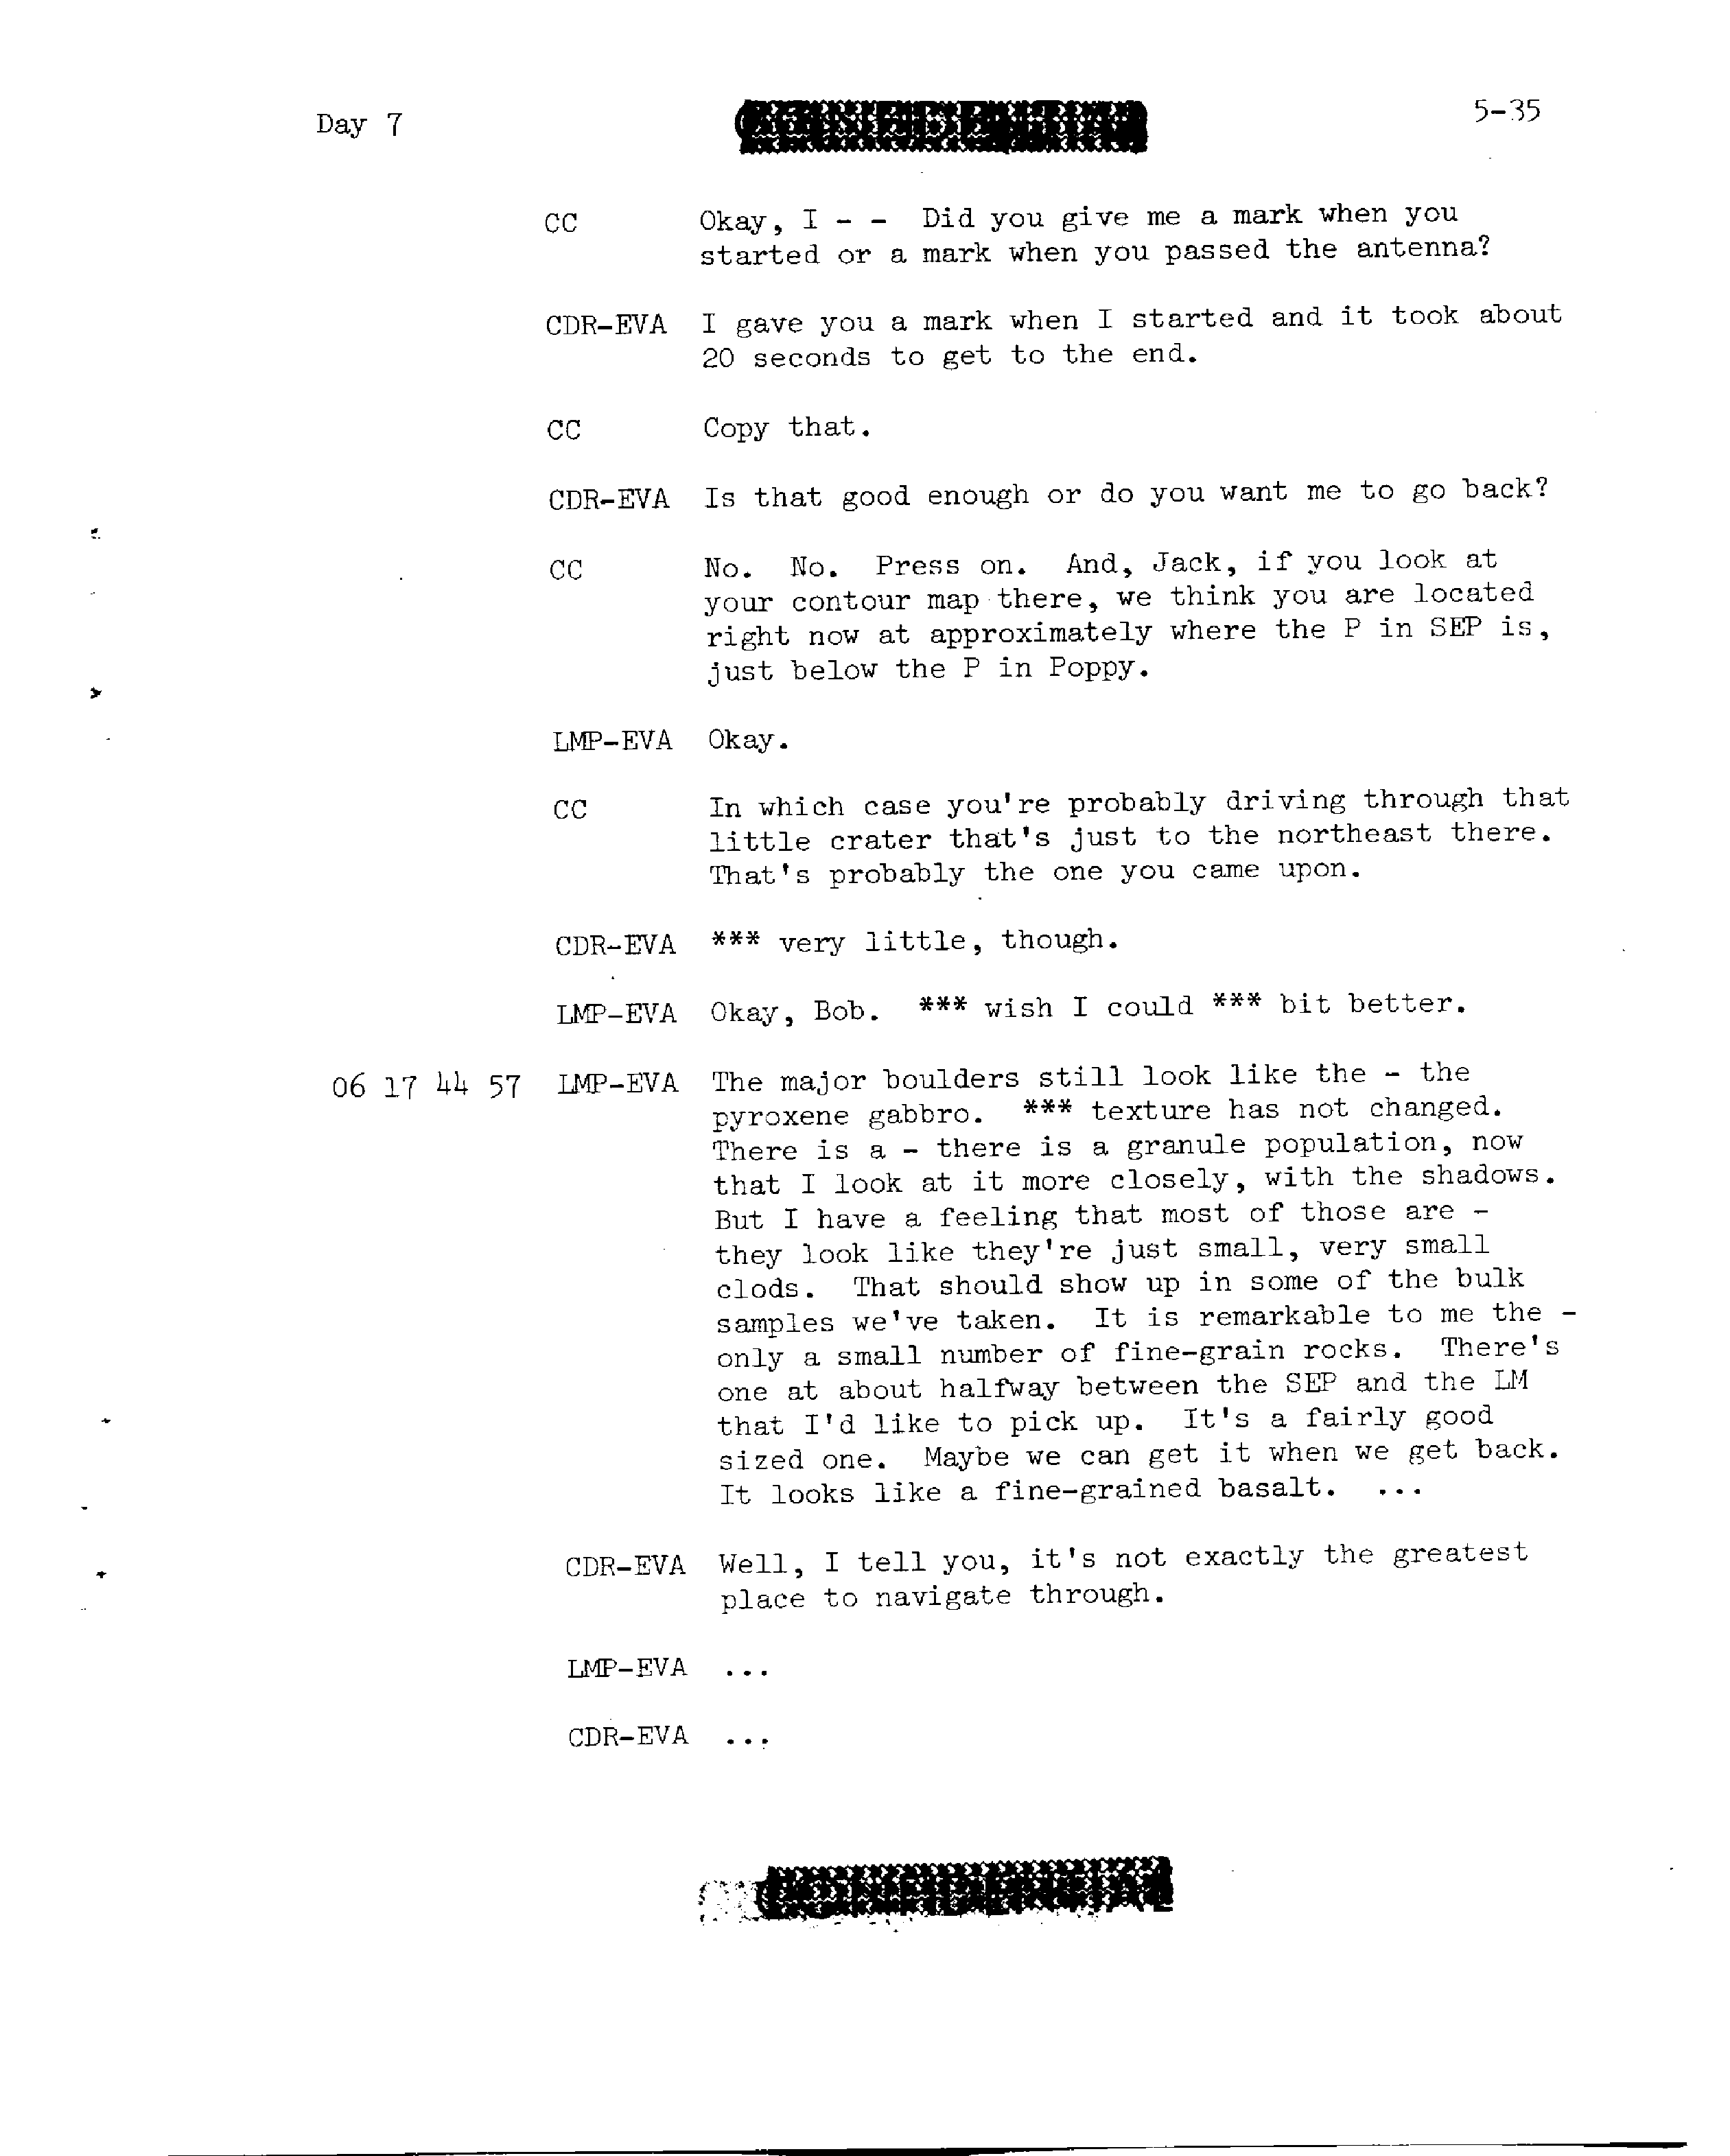 Day 7
5-35
CC Okay, I - - Did you give me a mark when you
started or a mark when you passed the antenna?
CDR-EVA I gave you a mark when I started and it took about
20 seconds to get to the end.
CC Copy that.
CDR-EVA Is that good enough or do you want me to go back?
CC No. No. Press on. And, Jack, if you look at
your contour map there, we think you are located
right now at approximately where the P in SEP is,
just below the P in Poppy.
LMP-EVA Okay.
CC In which case you're probably driving through that
little crater that's just to the northeast there.
That's probably the one you came upon.
CDR-EVA *** very little, though.
LMP-EVA Okay, Bob. *** wish I could *** bit better.
06 17 44 57 LMP-EVA The major boulders still look like the - the
pyroxene gabbro. *** texture has not changed.
There is a - there is a granule population, now
that I look at it more closely, with the shadows.
But I have a feeling that most of those are -
they look like they're just small, very small
clods. That should show up in some of the bulk
samples we've taken. It is remarkable to me the -
only a small number of fine-grain rocks. There's
one at about halfway between the SEP and the LM
that I'd like to pick up. It's a fairly good
sized one. Maybe we can get it when we get back.
It looks like a fine-grained basalt. ...
CDR-EVA Well, I tell you, it's not exactly the greatest
place to navigate through.
LMP-EVA ...
CDR-EVA ...